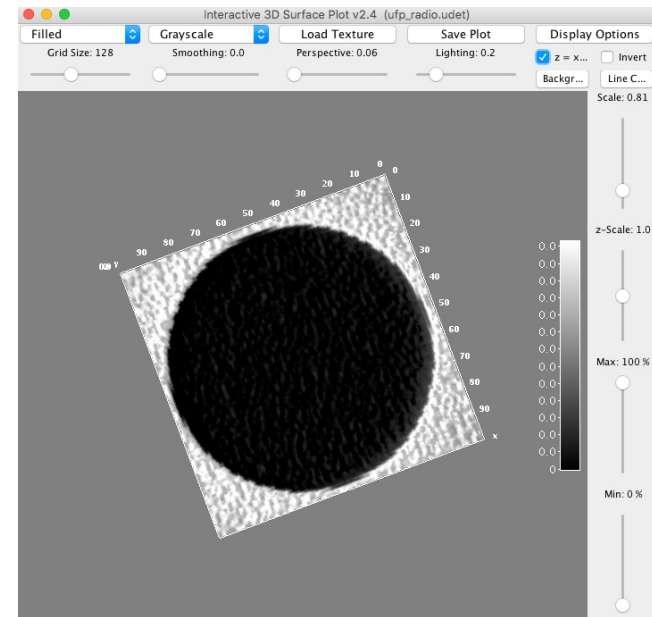 Interactive 3D Surface Plot v2.4 (ufp_radio.udet)
Filled Grayscale Load Texture Save Plot Display Options
Grid Size: 128 Smoothing: 0.0 Perspective: 0.06 Lighting: 0.2
z = x... Invert
Backgr... Line C...
Scale: 0.81
0 0
10 10
20 20
30 30
40 40
50 50
60 60
70 70
80 80
90 90
y
x
z-Scale: 1.0
0.0
0.0
0.0
0.0
0.0
0.0
0.0
0.0
0.0
0.0
0.0
0.0
0.0
0
Max: 100 %
Min: 0 %